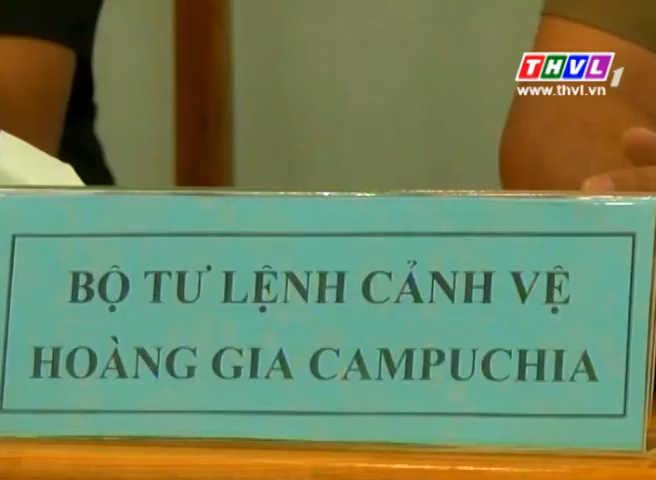 THVL1
www.thvl.vn
BỘ TƯ LỆNH CẢNH VỆ
HOÀNG GIA CAMPUCHIA